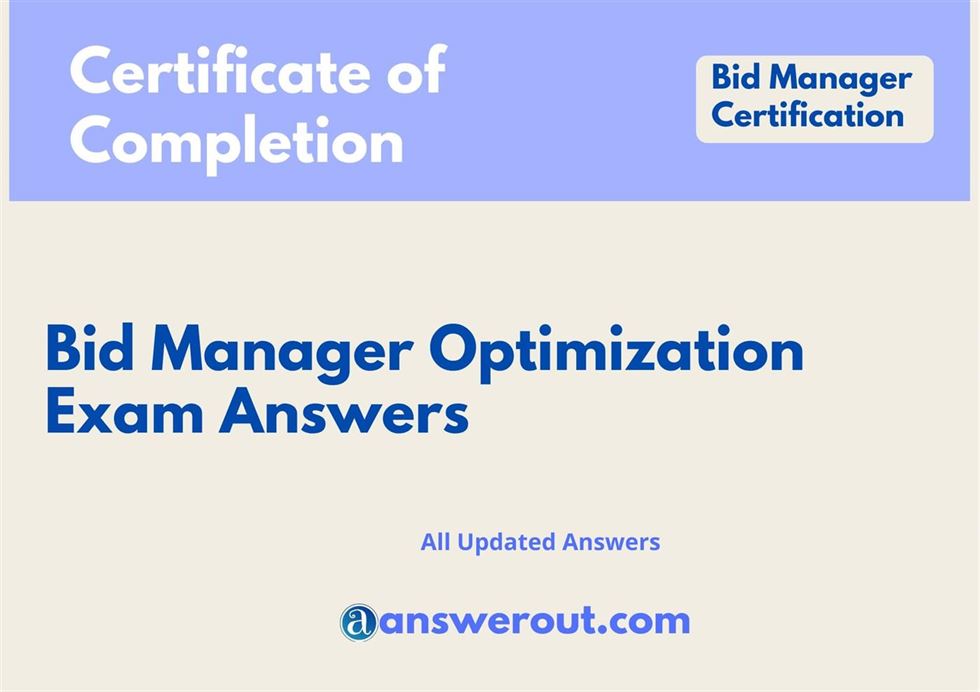 Certificate of
Completion
Bid Manager
Certification
Bid Manager Optimization
Exam Answers
All Updated Answers
a answerout.com